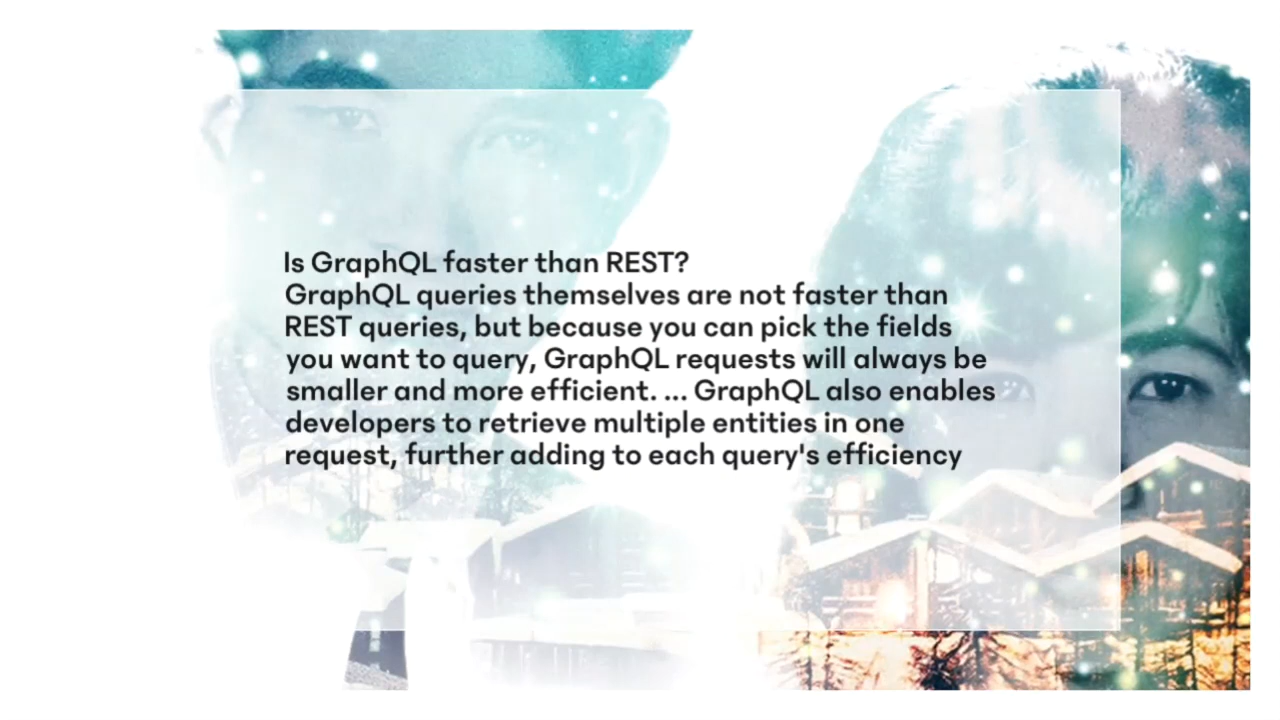 Is GraphQL faster than REST?
GraphQL queries themselves are not faster than
REST queries, but because you can pick the fields
you want to query, GraphQL requests will always be
smaller and more efficient. ... GraphQL also enables
developers to retrieve multiple entities in one
request, further adding to each query's efficiency